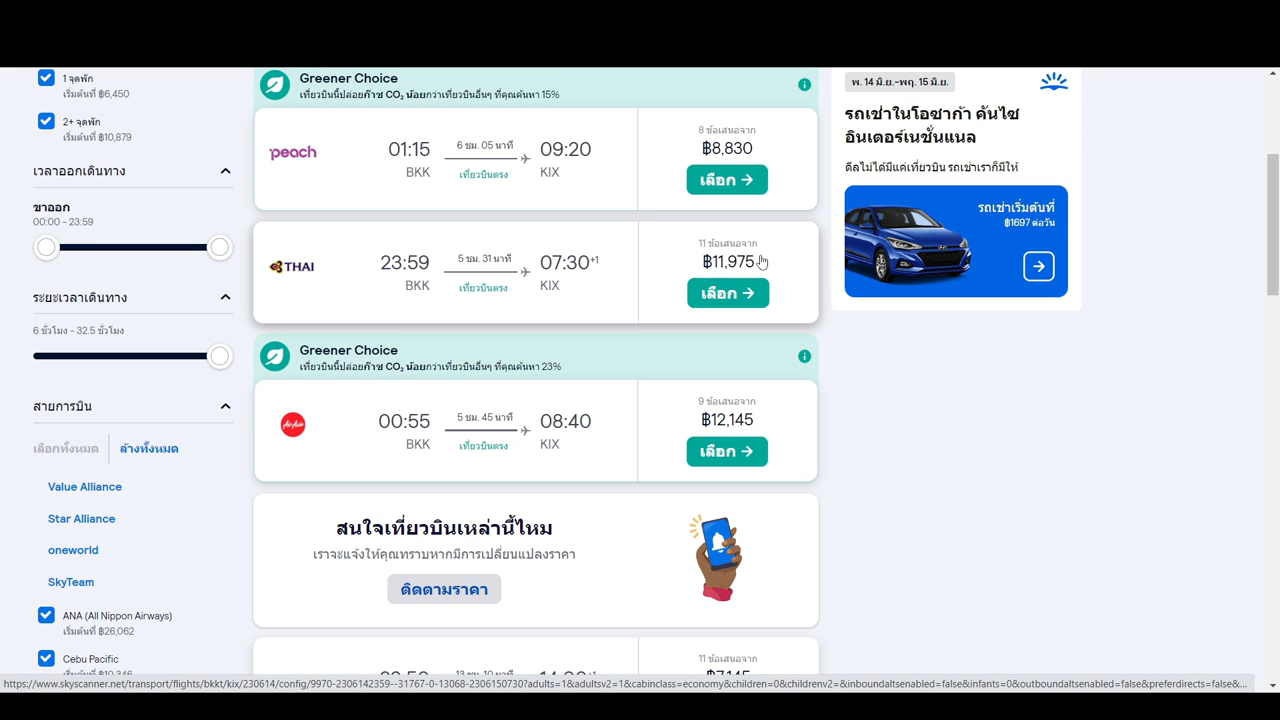 1 จุดพัก
เริ่มต้นที่ ฿6,450
2+ จุดพัก
เริ่มต้นที่ ฿10,879
เวลาออกเดินทาง
ขาออก
00:00 - 23:59
ระยะเวลาเดินทาง
6 ชั่วโมง - 32.5 ชั่วโมง
สายการบิน
เลือกทั้งหมด
ล้างทั้งหมด
Value Alliance
Star Alliance
oneworld
SkyTeam
ANA (All Nippon Airways)
เริ่มต้นที่ ฿26,062
Cebu Pacific
Greener Choice
เที่ยวบินนี้ปล่อยก๊าซ CO₂ น้อยกว่าเที่ยวบินอื่นๆ ที่คุณค้นหา 15%
peach
01:15
6 ชม. 05 นาที
09:20
BKK
เที่ยวบินตรง
KIX
8 ข้อเสนอจาก
฿8,830
เลือก →
THAI
23:59
5 ชม. 31 นาที
07:30+1
BKK
เที่ยวบินตรง
KIX
11 ข้อเสนอจาก
฿11,975
เลือก →
Greener Choice
เที่ยวบินนี้ปล่อยก๊าซ CO₂ น้อยกว่าเที่ยวบินอื่นๆ ที่คุณค้นหา 23%
AirAsia
00:55
5 ชม. 45 นาที
08:40
BKK
เที่ยวบินตรง
KIX
9 ข้อเสนอจาก
฿12,145
เลือก →
สนใจเที่ยวบินเหล่านี้ไหม
เราจะแจ้งให้คุณทราบหากมีการเปลี่ยนแปลงราคา
ติดตามราคา
11 ข้อเสนอจาก
พ. 14 มิ.ย.-พฤ. 15 มิ.ย.
รถเช่าในโอซาก้า คันไซ
อินเตอร์เนชั่นแนล
ดีลไม่ได้มีแค่เที่ยวบิน รถเช่าเราก็มีให้
รถเช่าเริ่มต้นที่
฿1697 ต่อวัน
https://www.skyscanner.net/transport/flights/bkkt/kix/230614/config/9970-2306142359--31767-0-13068-2306150730?adults=1&adultsv2=1&cabinclass=economy&children=0&childrenv2=&inboundaltsenabled=false&infants=0&outboundaltsenabled=false&preferdirects=false&...